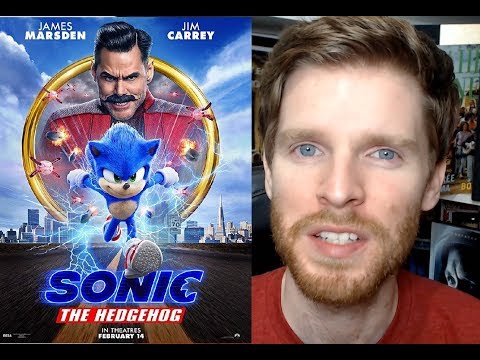 JAMES
MARSDEN
JIM
CARREY
SONIC
THE HEDGEHOG
IN THEATRES
FEBRUARY 14